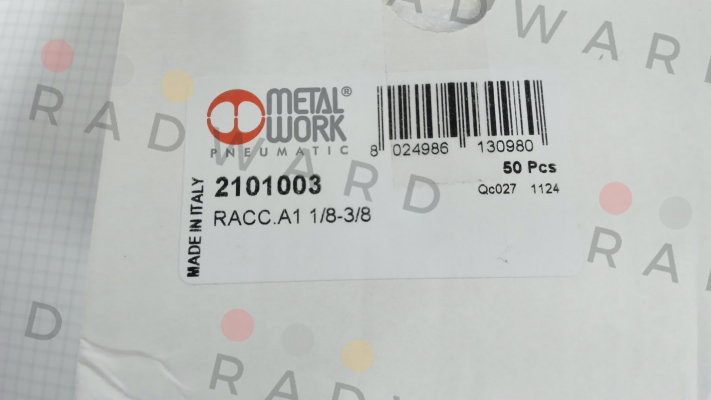 RADWARD
METAL®
WORK
PNEUMATIC
8 024986 130980
50 Pcs
Qc027 1124
2101003
RACC.A1 1/8-3/8
MADE IN ITALY
RADWARD
RA
D
RADWARD